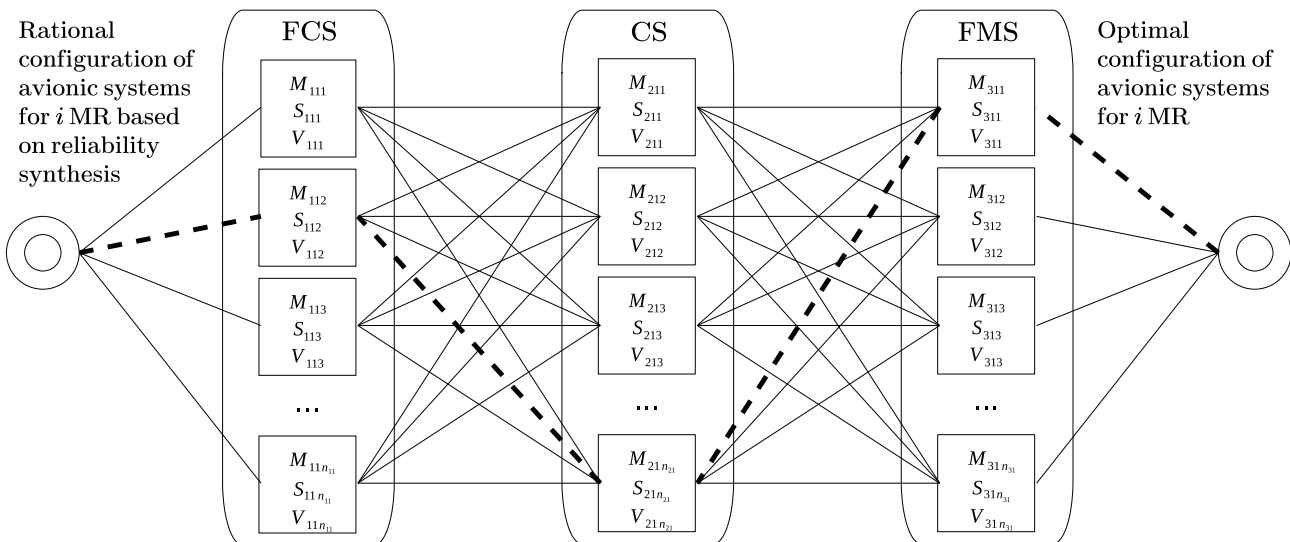 Rational
configuration of
avionic systems
for i MR based
on reliability
synthesis
FCS
M₁₁₁
S₁₁₁
V₁₁₁
M₁₁₂
S₁₁₂
V₁₁₂
M₁₁₃
S₁₁₃
V₁₁₃
...
M₁₁n₁₁
S₁₁n₁₁
V₁₁n₁₁
CS
M₂₁₁
S₂₁₁
V₂₁₁
M₂₁₂
S₂₁₂
V₂₁₂
M₂₁₃
S₂₁₃
V₂₁₃
...
M₂₁n₂₁
S₂₁n₂₁
V₂₁n₂₁
FMS
M₃₁₁
S₃₁₁
V₃₁₁
M₃₁₂
S₃₁₂
V₃₁₂
M₃₁₃
S₃₁₃
V₃₁₃
...
M₃₁n₃₁
S₃₁n₃₁
V₃₁n₃₁
Optimal
configuration of
avionic systems
for i MR